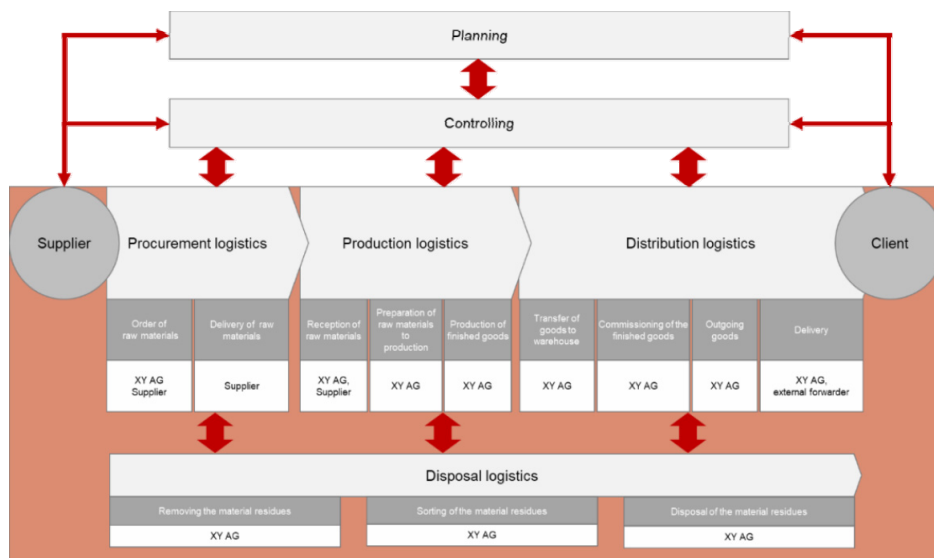 Planning
Controlling
Supplier
Procurement logistics
Production logistics
Distribution logistics
Client
Order of
raw materials
Delivery of raw
materials
Reception of
raw materials
Preparation of
raw materials
to
production
Production of
finished goods
Transfer of
goods to
warehouse
Commissioning of the
finished goods
Outgoing
goods
Delivery
XY AG
Supplier
Supplier
XY AG,
Supplier
XY AG
XY AG
XY AG
XY AG
XY AG
XY AG,
external forwarder
Disposal logistics
Removing the material residues
Sorting of the material residues
Disposal of the material residues
XY AG
XY AG
XY AG